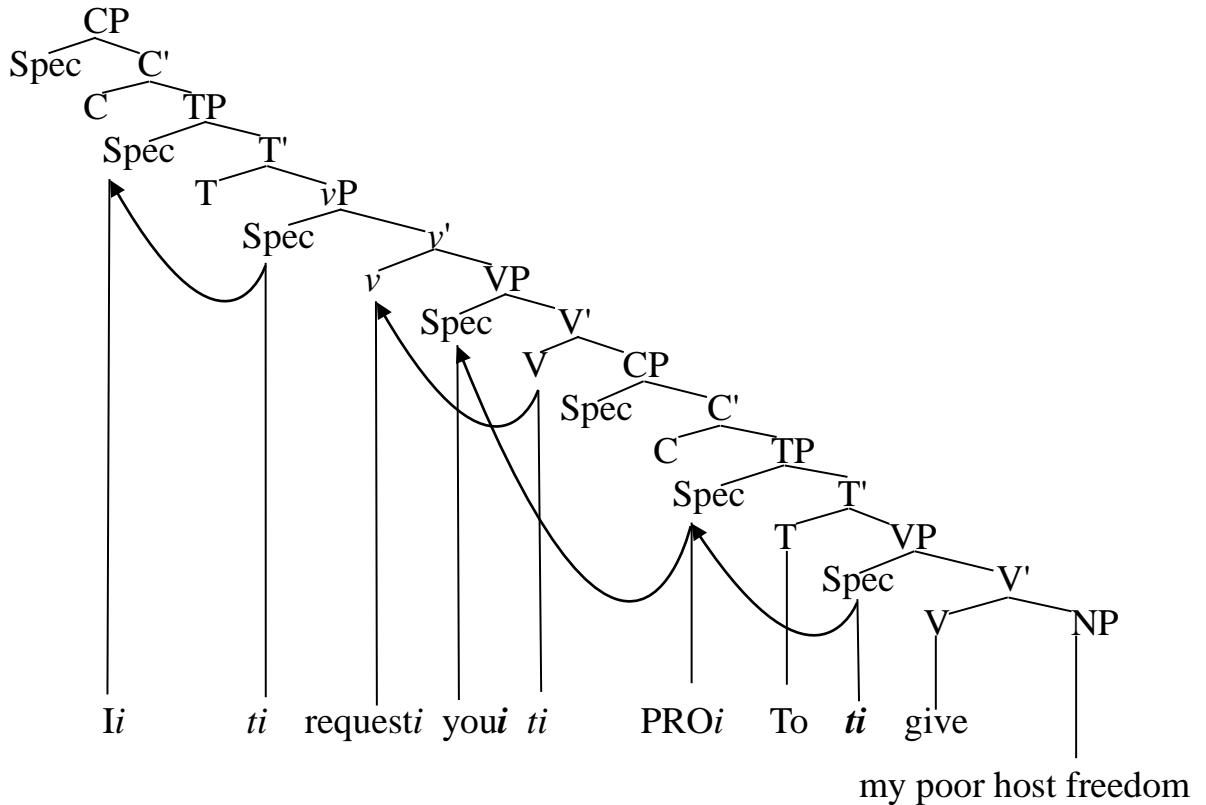 CP
Spec C'
C TP
Spec T'
T vP
Spec v'
v VP
Spec V'
V CP
Spec C'
C TP
Spec T'
T VP
Spec V'
V NP
Ii ti requesti youi ti PROi To ti give
my poor host freedom